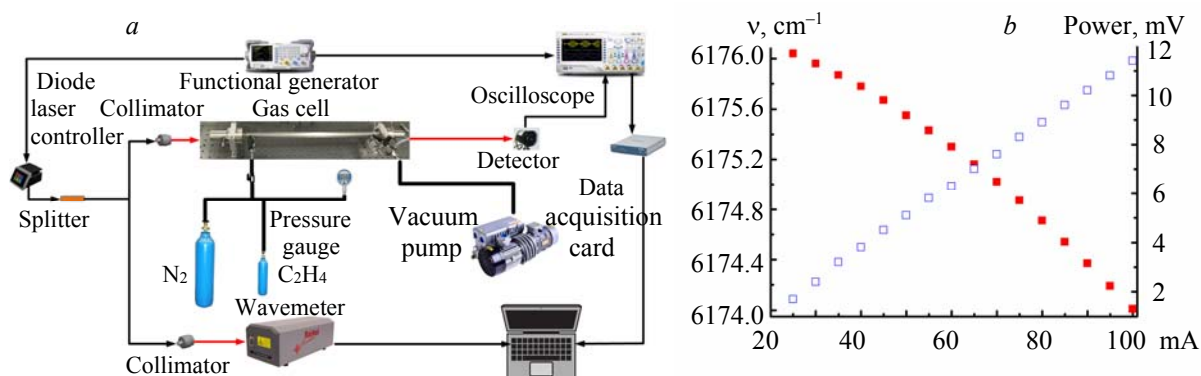 a
Functional generator
Diode
laser
controller
Collimator
Gas cell
Oscilloscope
Detector
Splitter
Pressure
gauge
N2
C2H4
Vacuum
pump
Data
acquisition
card
Wavemeter
Collimator
ν, cm–1
b
Power, mV
6176.0
6175.6
6175.2
6174.8
6174.4
6174.0
12
10
8
6
4
2
20 40 60 80 100 mA